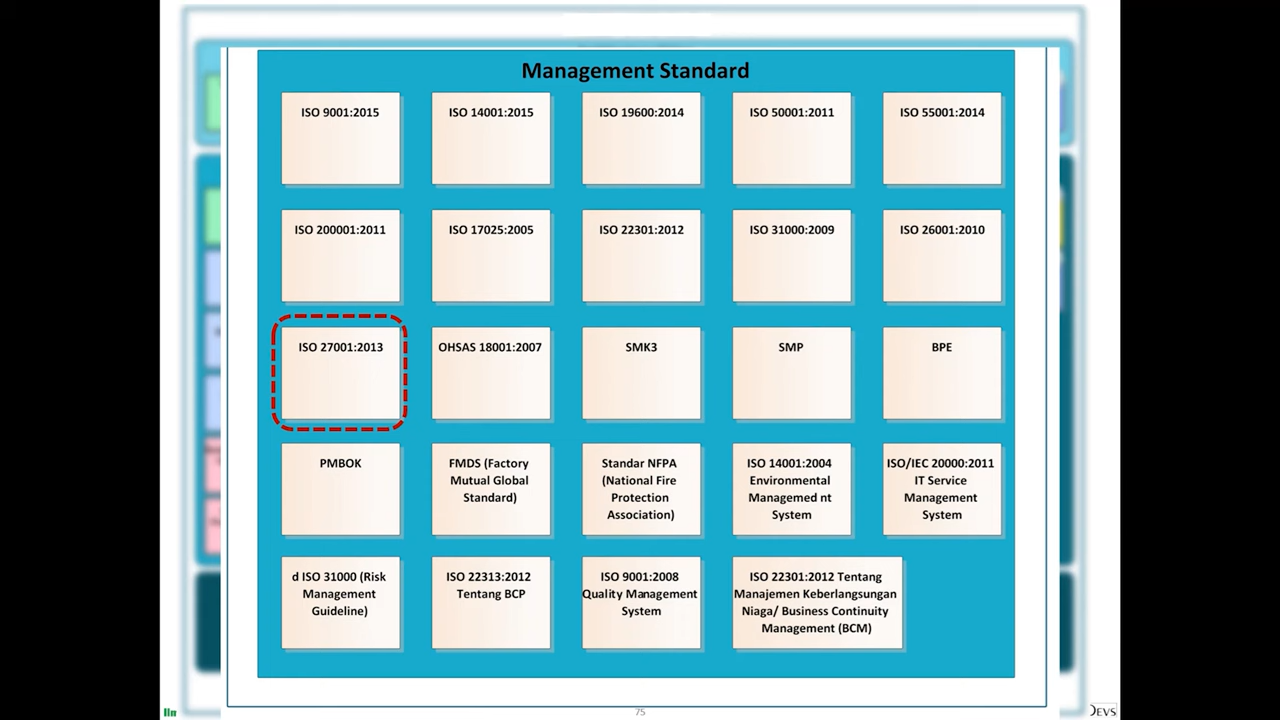 Management Standard
ISO 9001:2015
ISO 14001:2015
ISO 19600:2014
ISO 50001:2011
ISO 55001:2014
ISO 200001:2011
ISO 17025:2005
ISO 22301:2012
ISO 31000:2009
ISO 26001:2010
ISO 27001:2013
OHSAS 18001:2007
SMK3
SMP
BPE
PMBOK
FMDS (Factory
Mutual Global
Standard)
Standar NFPA
(National Fire
Protection
Association)
ISO 14001:2004
Environmental
Managemed nt
System
ISO/IEC 20000:2011
IT Service
Management
System
d ISO 31000 (Risk
Management
Guideline)
ISO 22313:2012
Tentang BCP
ISO 9001:2008
Quality Management
System
ISO 22301:2012 Tentang
Manajemen Keberlangsungan
Niaga/ Business Continuity
Management (BCM)
75